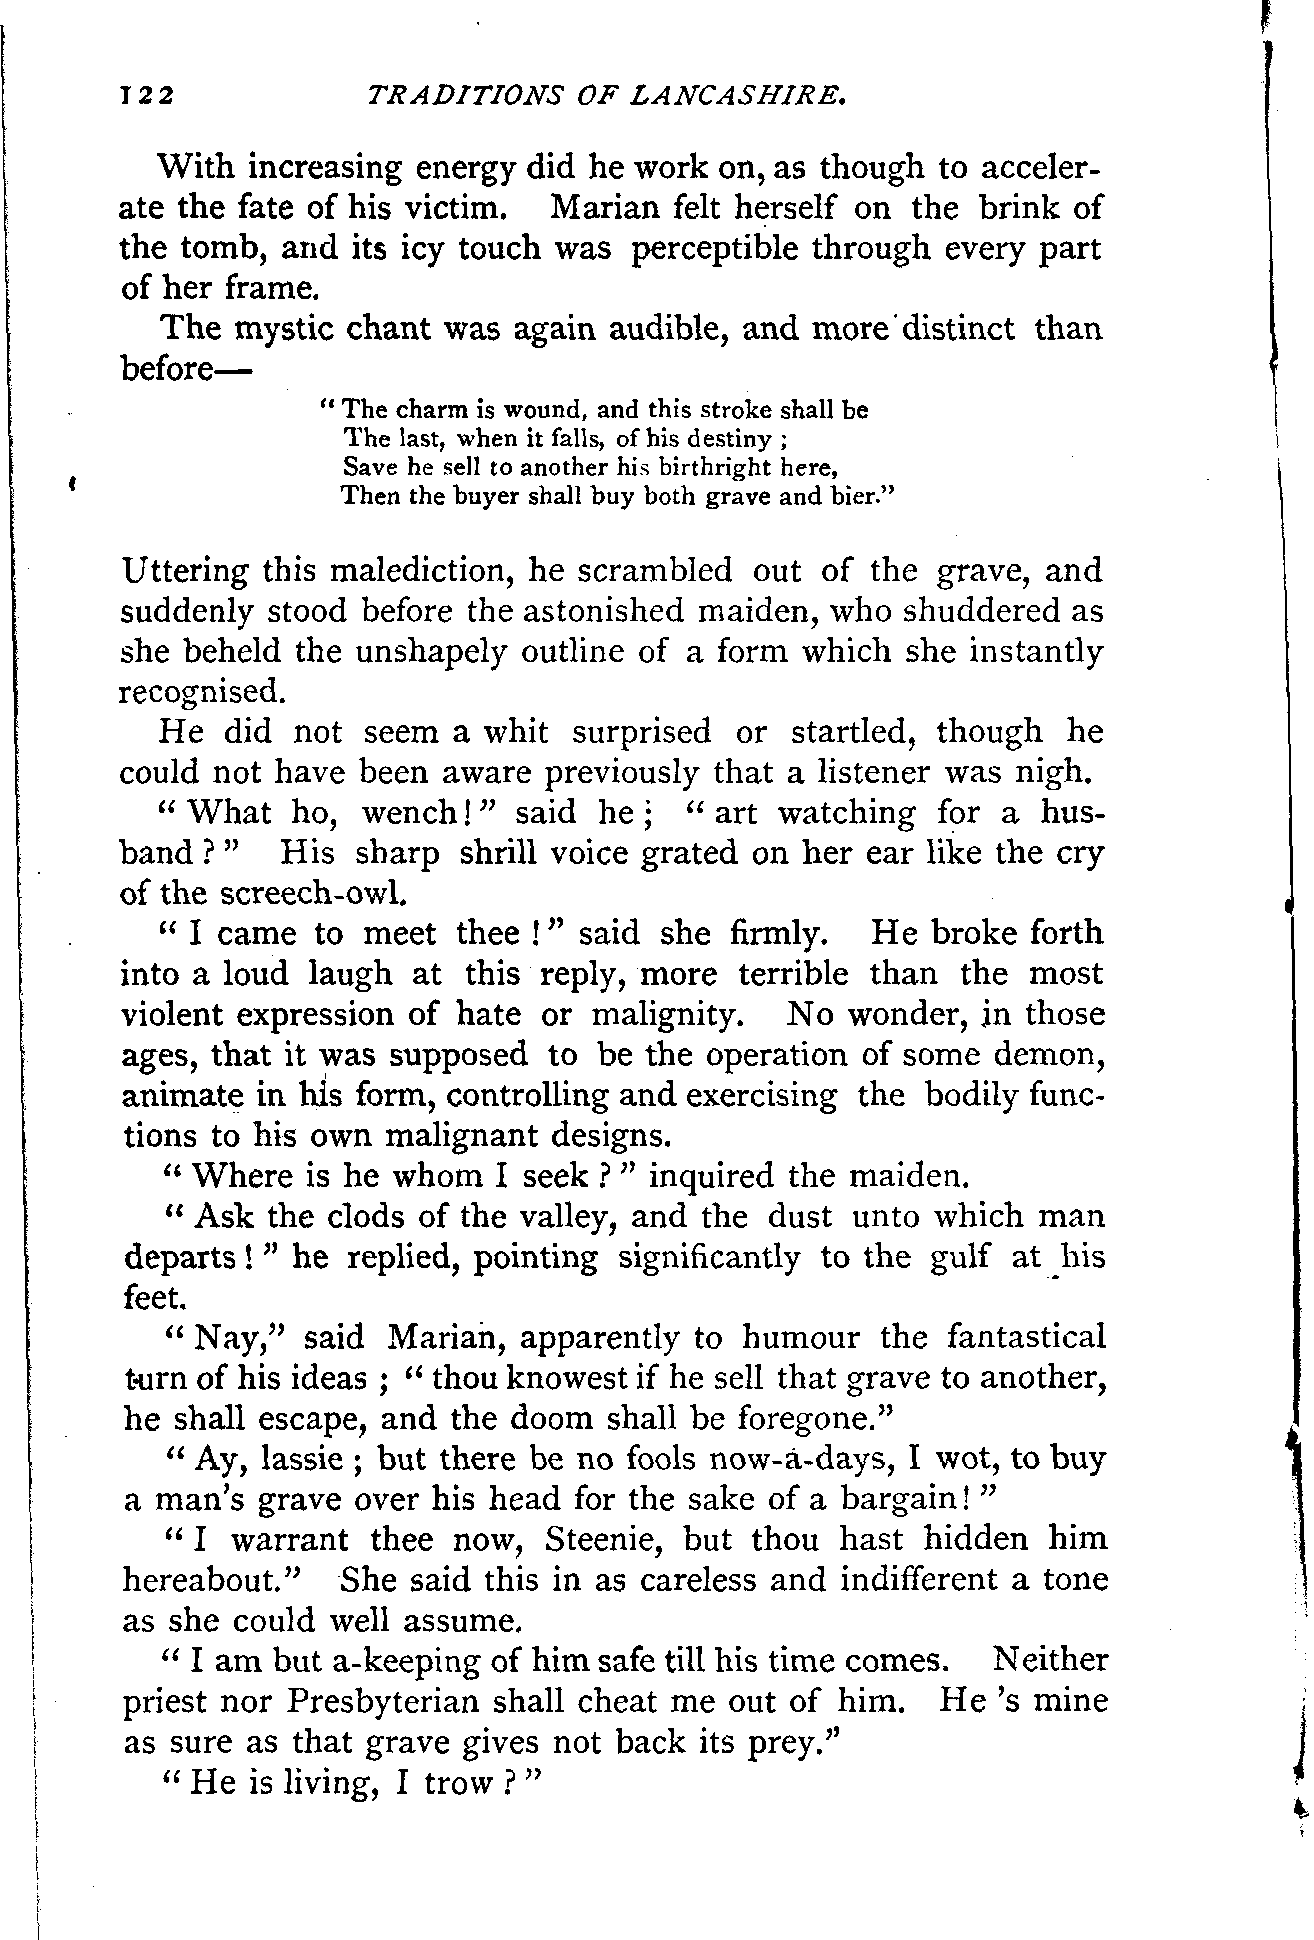 122 TRADITIONS OF LANCASHIRE.
With increasing energy did he work on, as though to acceler-
ate the fate of his victim. Marian felt herself on the brink of
the tomb, and its icy touch was perceptible through every part
of her frame.
The mystic chant was again audible, and more distinct than
before—
“The charm is wound, and this stroke shall be
The last, when it falls, of his destiny ;
Save he sell to another his birthright here,
Then the buyer shall buy both grave and bier.”
Uttering this malediction, he scrambled out of the grave, and
suddenly stood before the astonished maiden, who shuddered as
she beheld the unshapely outline of a form which she instantly
recognised.
He did not seem a whit surprised or startled, though he
could not have been aware previously that a listener was nigh.
“ What ho, wench!” said he ; “ art watching for a hus-
band ? ” His sharp shrill voice grated on her ear like the cry
of the screech-owl.
“ I came to meet thee ! ” said she firmly. He broke forth
into a loud laugh at this reply, more terrible than the most
violent expression of hate or malignity. No wonder, in those
ages, that it was supposed to be the operation of some demon,
animate in his form, controlling and exercising the bodily func-
tions to his own malignant designs.
“ Where is he whom I seek ? ” inquired the maiden.
“ Ask the clods of the valley, and the dust unto which man
departs ! ” he replied, pointing significantly to the gulf at his
feet.
“ Nay,” said Marian, apparently to humour the fantastical
turn of his ideas ; “ thou knowest if he sell that grave to another,
he shall escape, and the doom shall be foregone.”
“ Ay, lassie ; but there be no fools now-a-days, I wot, to buy
a man’s grave over his head for the sake of a bargain! ”
“ I warrant thee now, Steenie, but thou hast hidden him
hereabout.” She said this in as careless and indifferent a tone
as she could well assume.
“ I am but a-keeping of him safe till his time comes. Neither
priest nor Presbyterian shall cheat me out of him. He ’s mine
as sure as that grave gives not back its prey.”
“ He is living, I trow ? ”